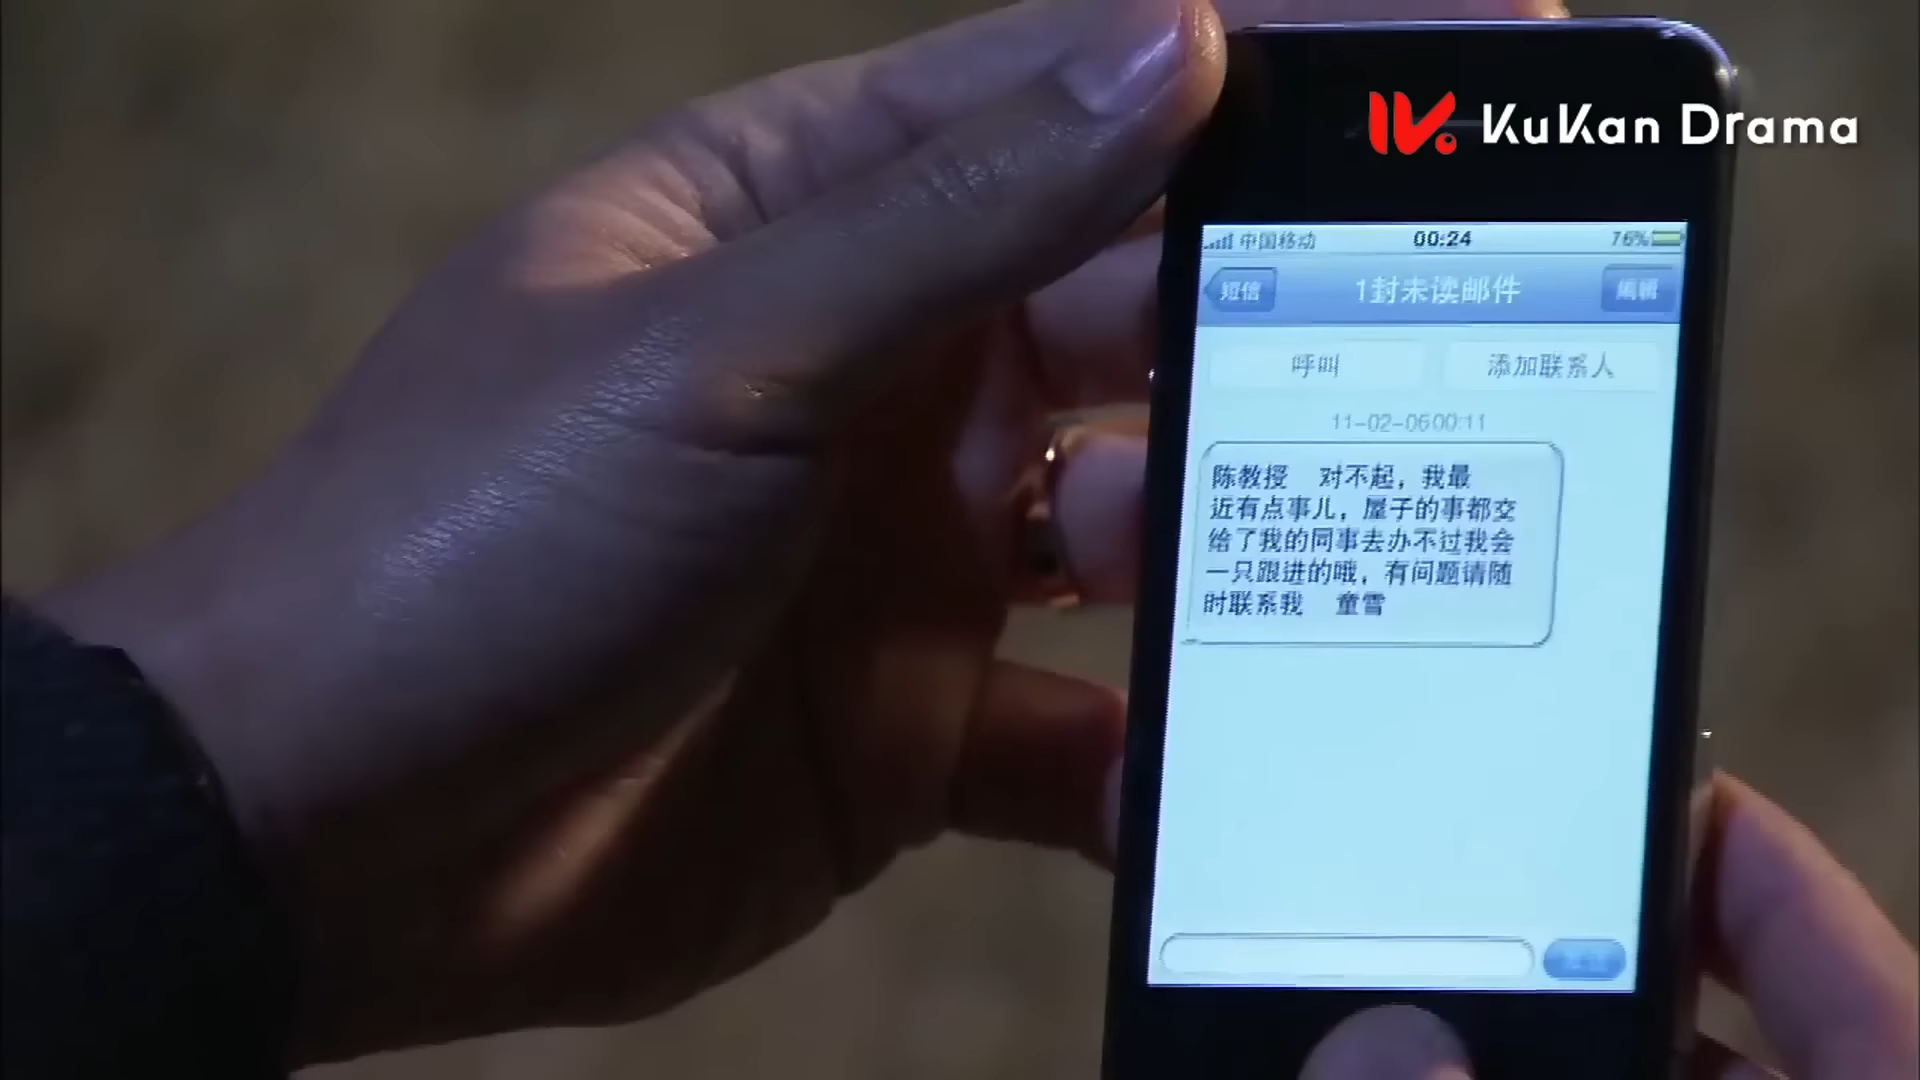 KuKan Drama
中国移动 00:24 76%
短信 1封未读邮件 编辑
呼叫 添加联系人
11-02-06 00:11
陈教授 对不起，我最
近有点事儿，屋子的事都交
给了我的同事去办不过我会
一只跟进的哦，有问题请随
时联系我 童雪